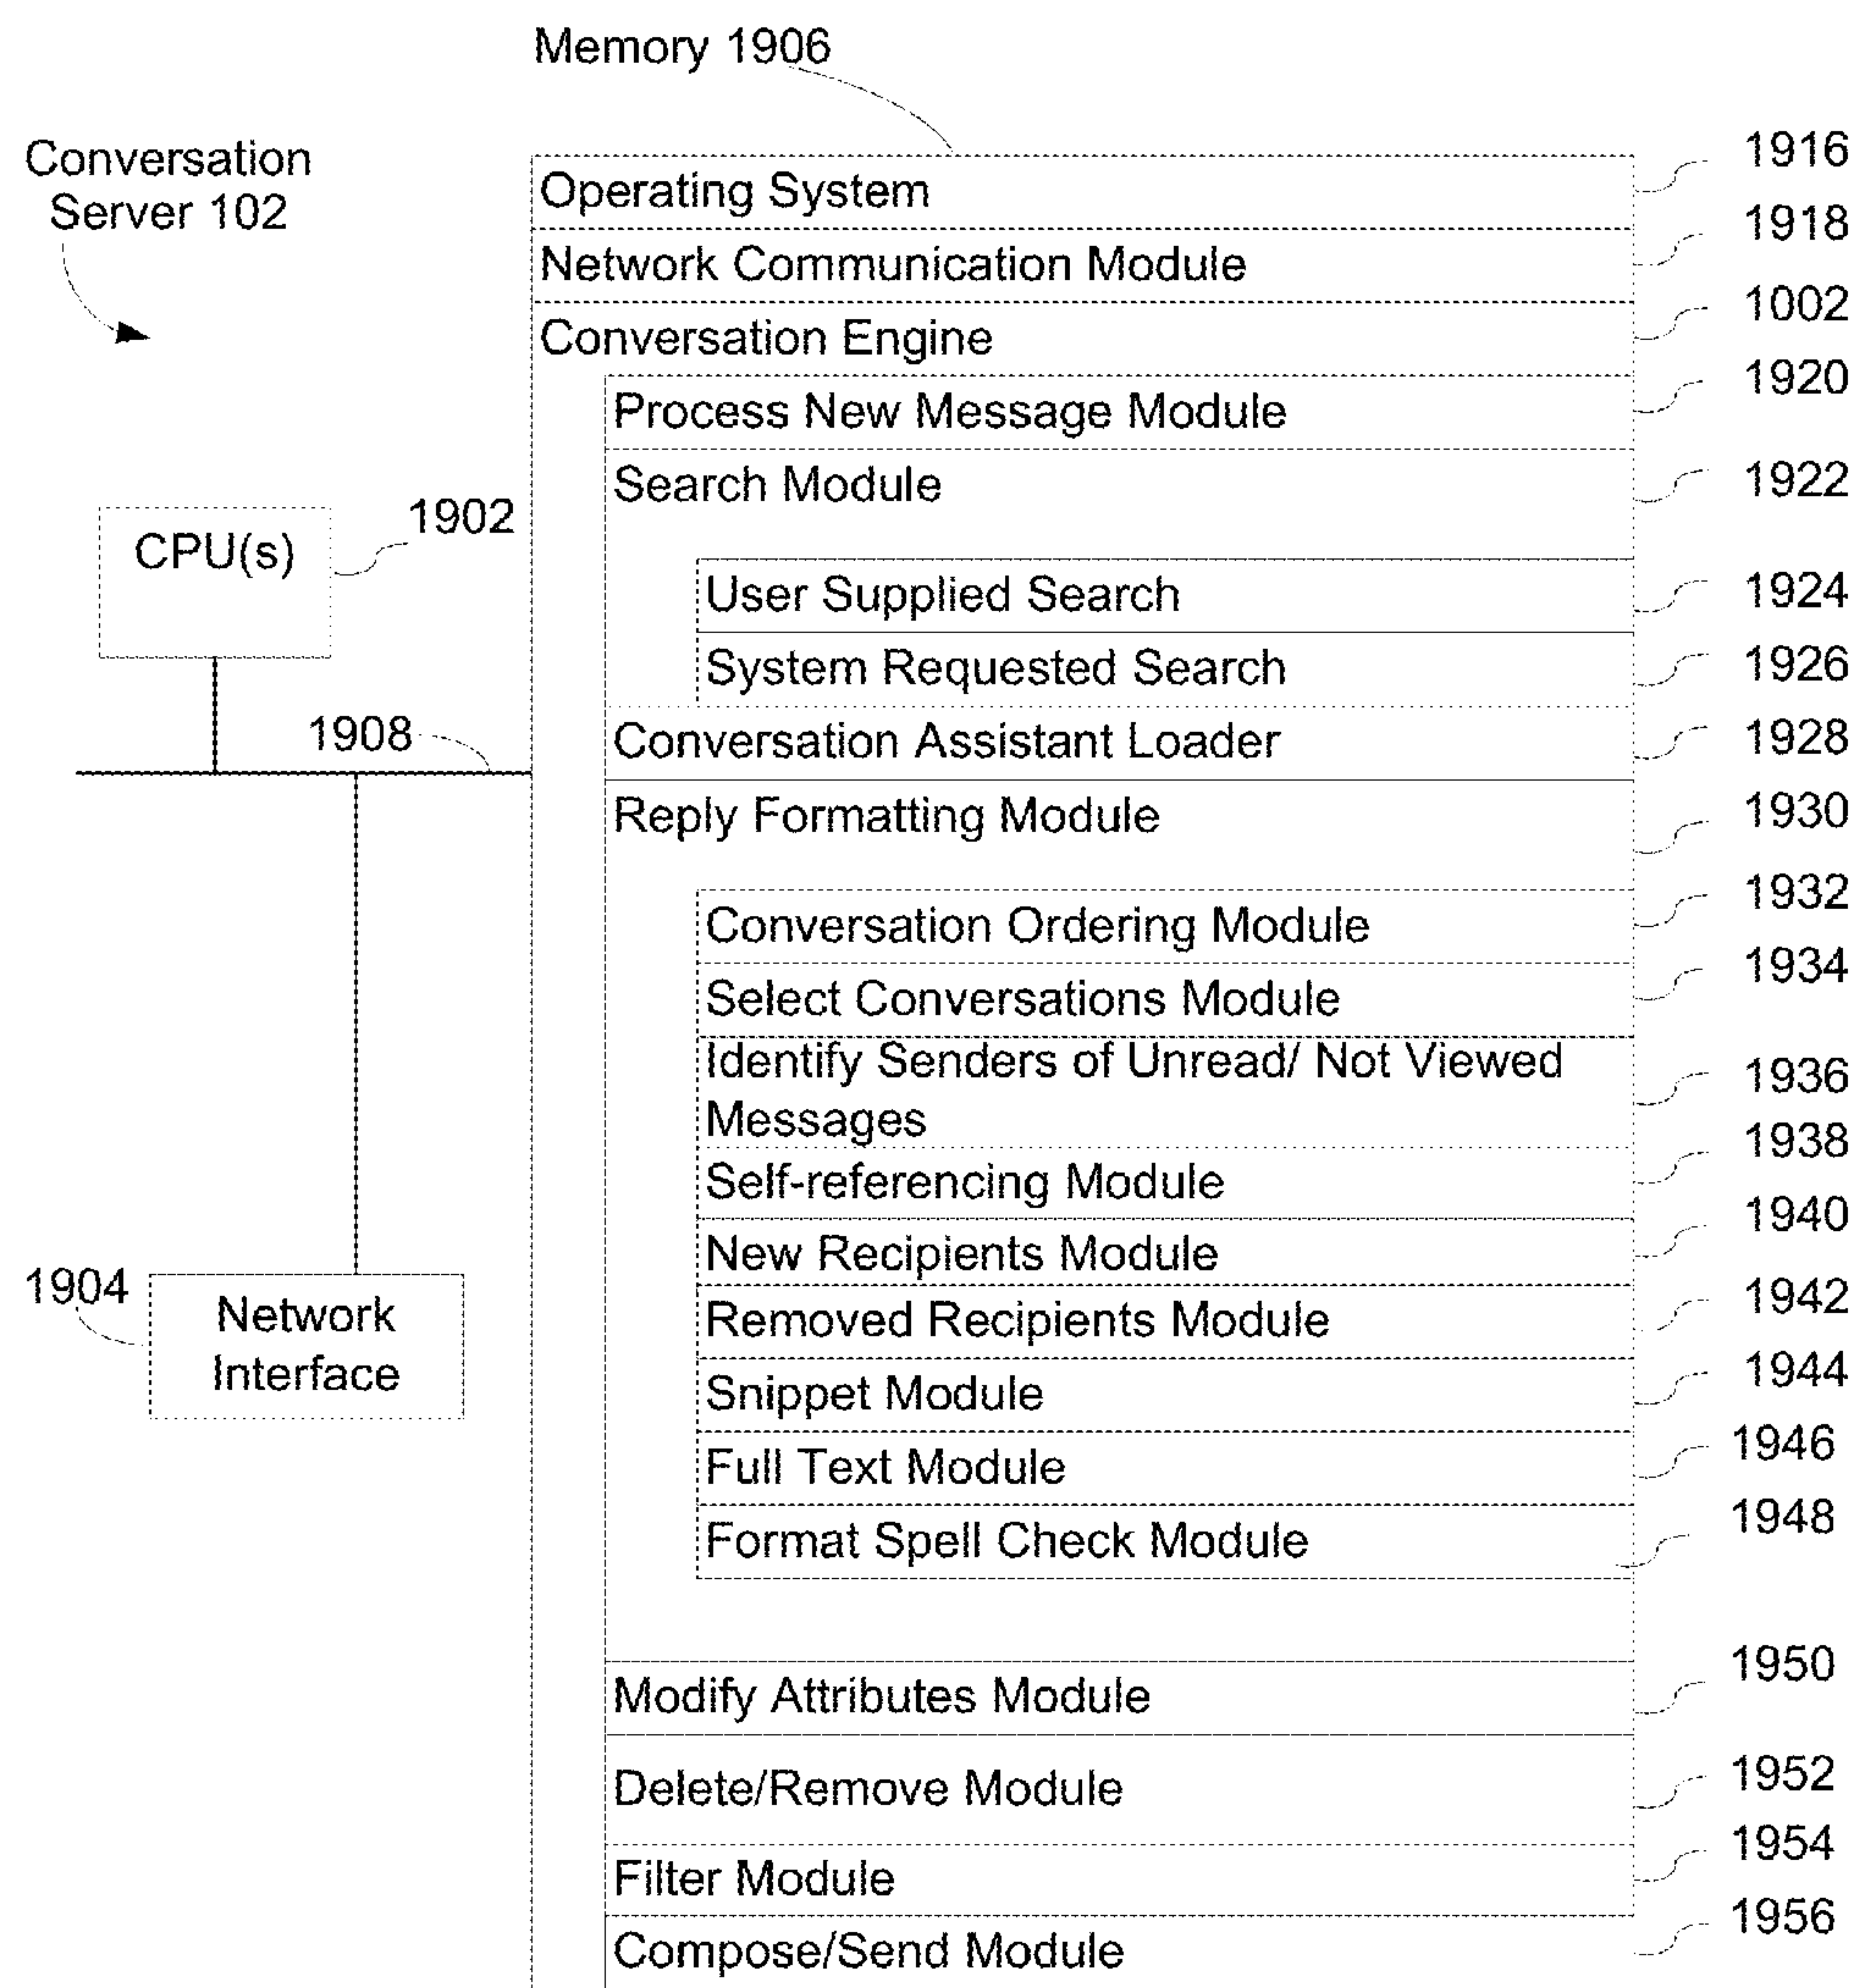 Memory 1906
Conversation
Server 102
Operating System 1916
Network Communication Module 1918
Conversation Engine 1002
Process New Message Module 1920
Search Module 1922
CPU(s) 1902
User Supplied Search 1924
System Requested Search 1926
1908
Conversation Assistant Loader 1928
Reply Formatting Module 1930
Conversation Ordering Module 1932
Select Conversations Module 1934
Identify Senders of Unread/ Not Viewed
Messages 1936
Self-referencing Module 1938
New Recipients Module 1940
1904
Network
Interface
Removed Recipients Module 1942
Snippet Module 1944
Full Text Module 1946
Format Spell Check Module 1948
Modify Attributes Module 1950
Delete/Remove Module 1952
Filter Module 1954
Compose/Send Module 1956